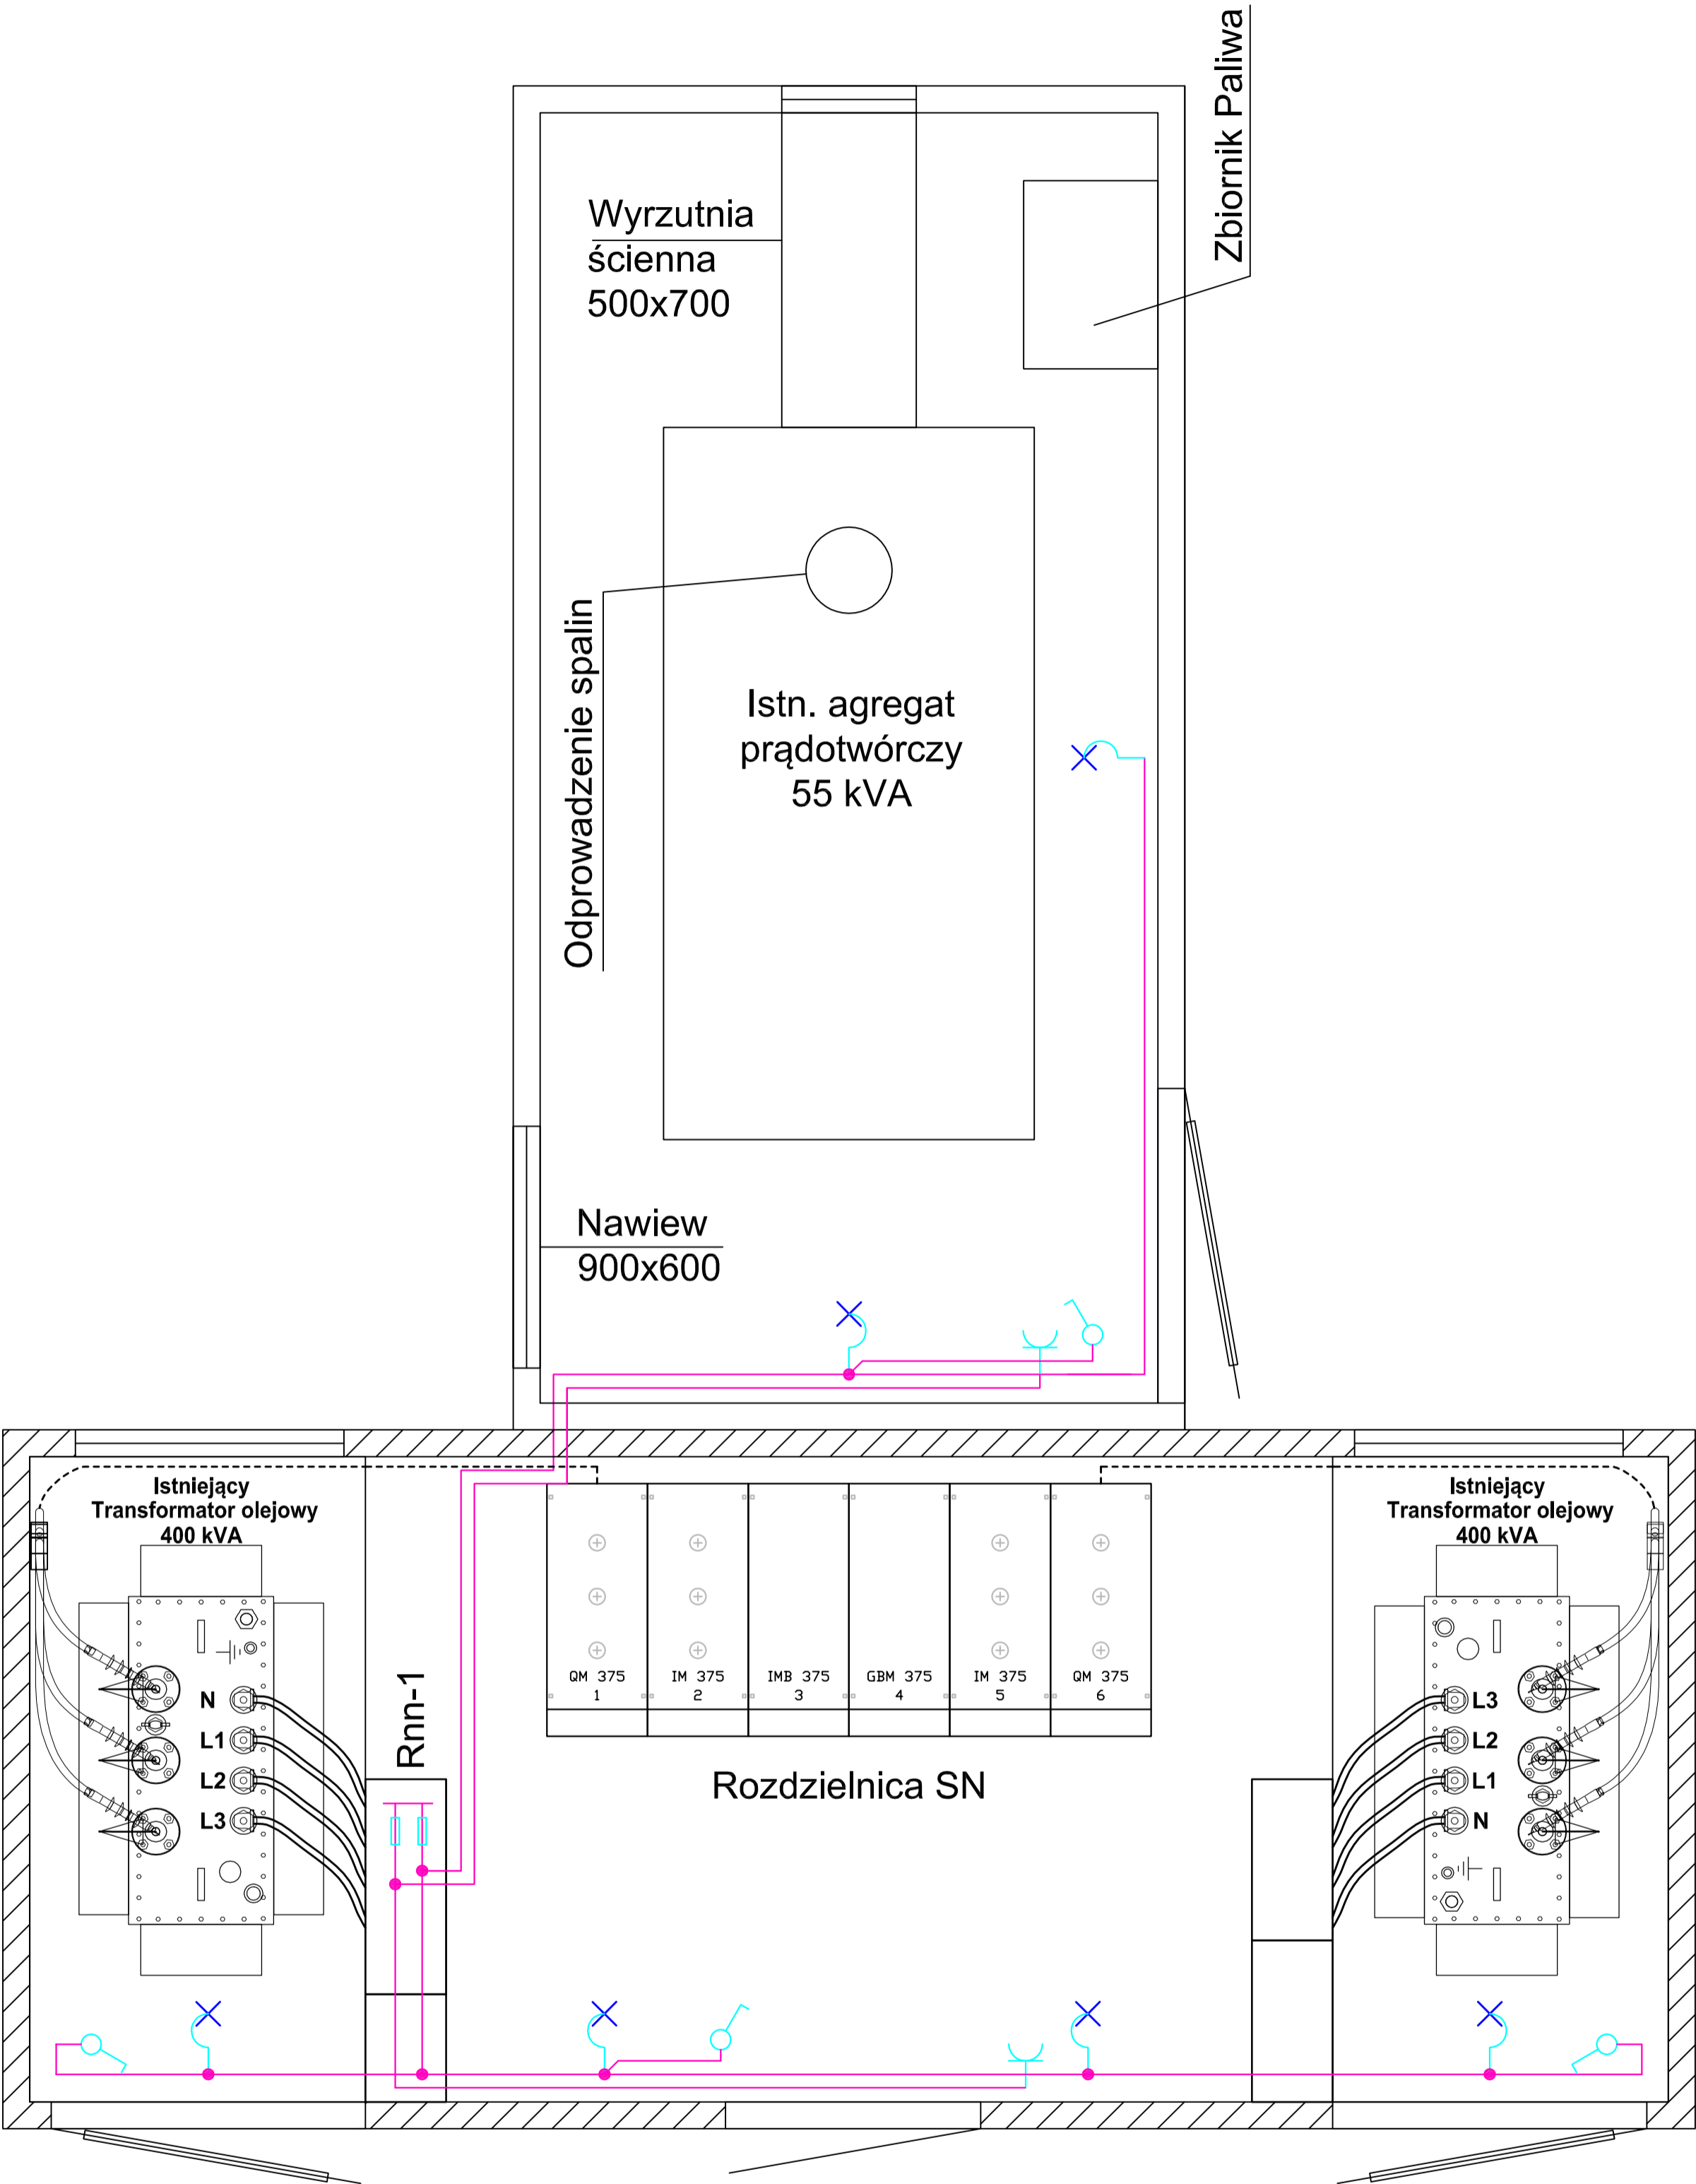 Zbiornik Paliwa
Wyrzutnia
ścienna
500x700
Odprowadzenie spalin
Istn. agregat
prądotwórczy
55 kVA
Nawiew
900x600
Istniejący
Transformator olejowy
400 kVA
N
L1
L2
L3
Rnn-1
QM 375
1
IM 375
2
IMB 375
3
GBM 375
4
IM 375
5
QM 375
6
Rozdzielnica SN
Istniejący
Transformator olejowy
400 kVA
L3
L2
L1
N